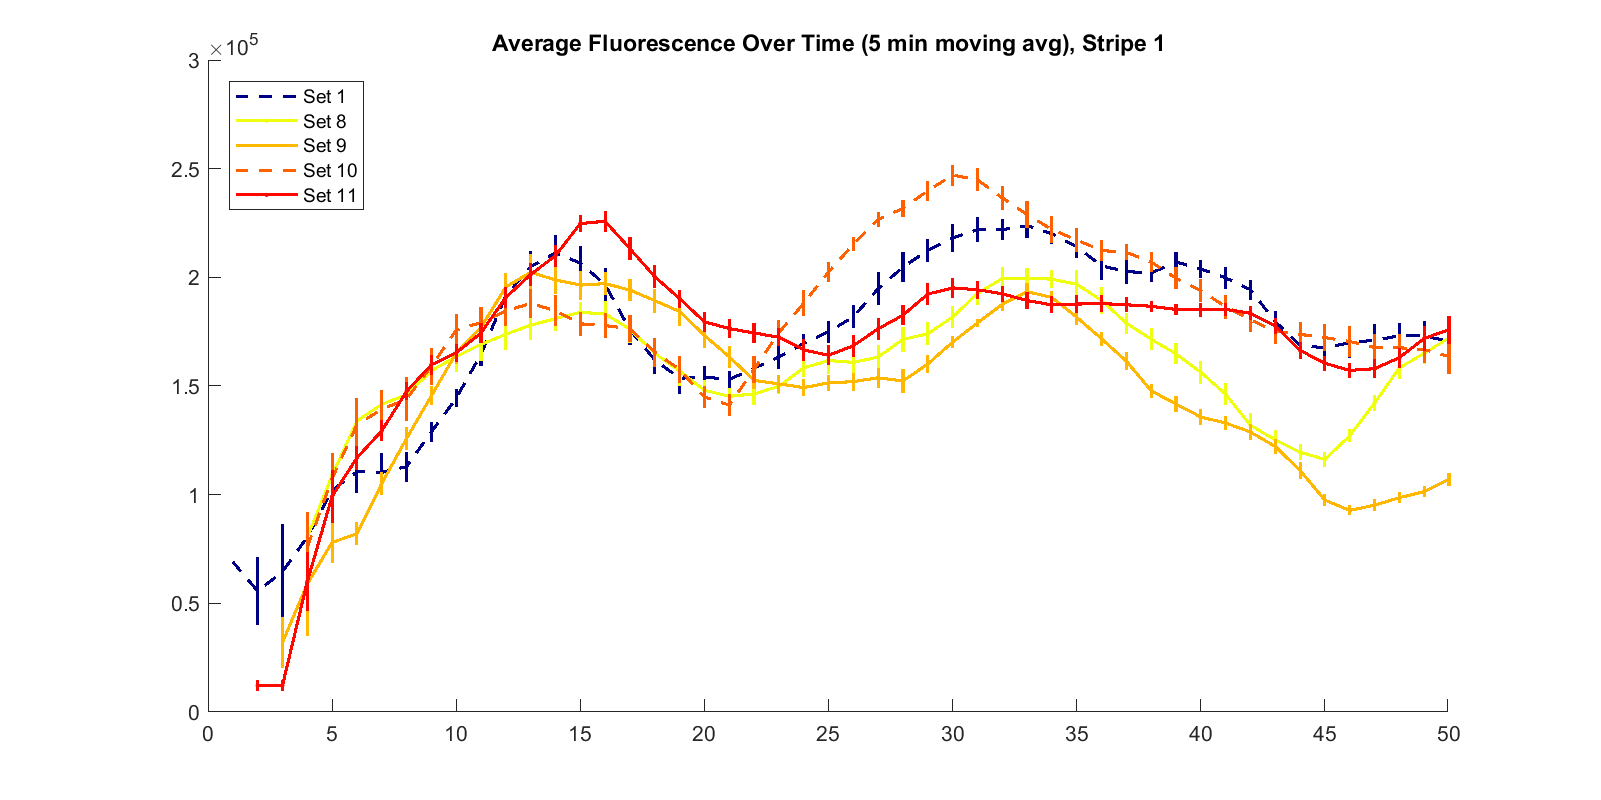 Average Fluorescence Over Time (5 min moving avg), Stripe 1
×10⁵
3
2.5
2
1.5
1
0.5
0
Set 1
Set 8
Set 9
Set 10
Set 11
0 5 10 15 20 25 30 35 40 45 50